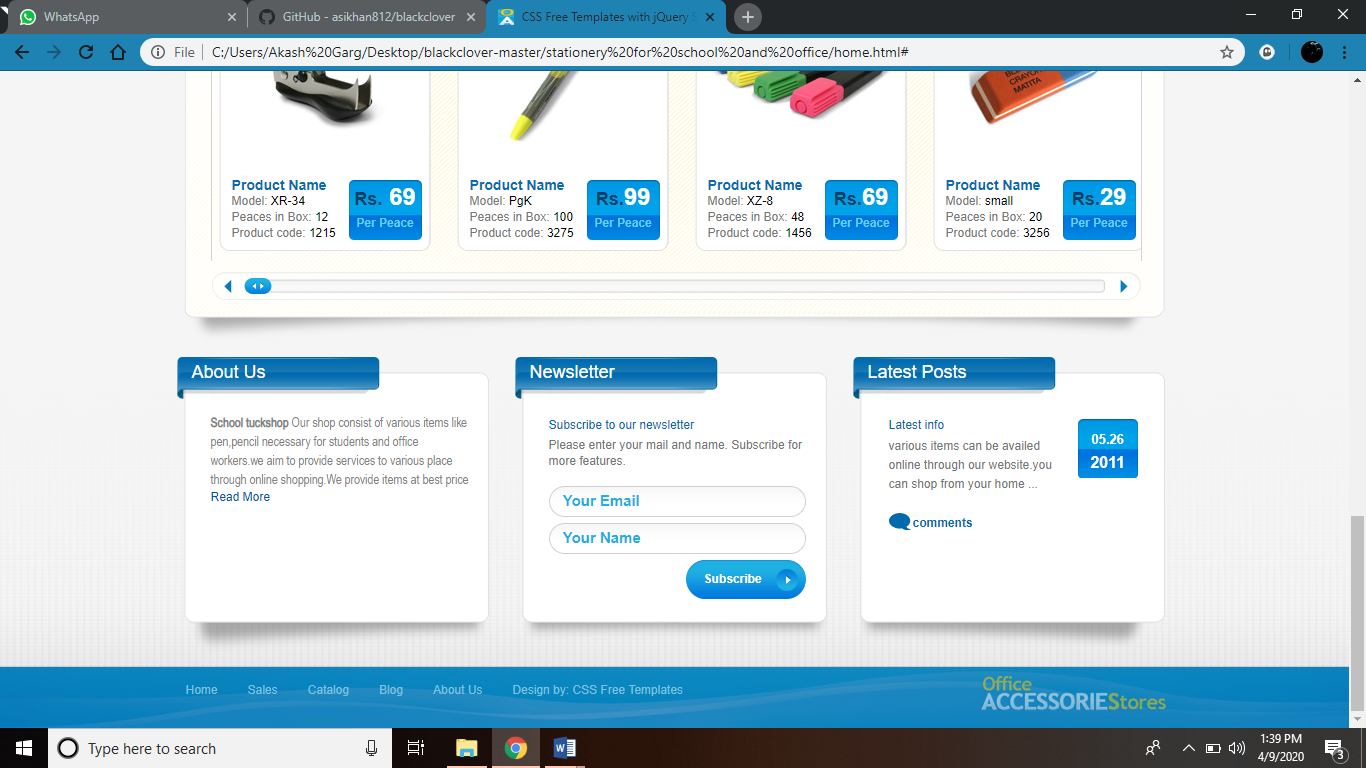 WhatsApp
GitHub - asikhan812/blackclover
CSS Free Templates with jQuery S
File
C:/Users/Akash%20Garg/Desktop/blackclover-master/stationery%20for%20school%20and%20office/home.html#
CRAYON
MATITA
Product Name
Model: XR-34
Peaces in Box: 12
Product code: 1215
Rs. 69
Per Peace
Product Name
Model: PgK
Peaces in Box: 100
Product code: 3275
Rs.99
Per Peace
Product Name
Model: XZ-8
Peaces in Box: 48
Product code: 1456
Rs.69
Per Peace
Product Name
Model: small
Peaces in Box: 20
Product code: 3256
Rs.29
Per Peace
About Us
School tuckshop Our shop consist of various items like
pen,pencil necessary for students and office
workers.we aim to provide services to various place
through online shopping.We provide items at best price
Read More
Newsletter
Subscribe to our newsletter
Please enter your mail and name. Subscribe for
more features.
Your Email
Your Name
Subscribe
Latest Posts
Latest info
various items can be availed
online through our website.you
can shop from your home ...
05.26
2011
comments
Home
Sales
Catalog
Blog
About Us
Design by: CSS Free Templates
Office
ACCESSORIEStores
Type here to search
1:39 PM
4/9/2020
3